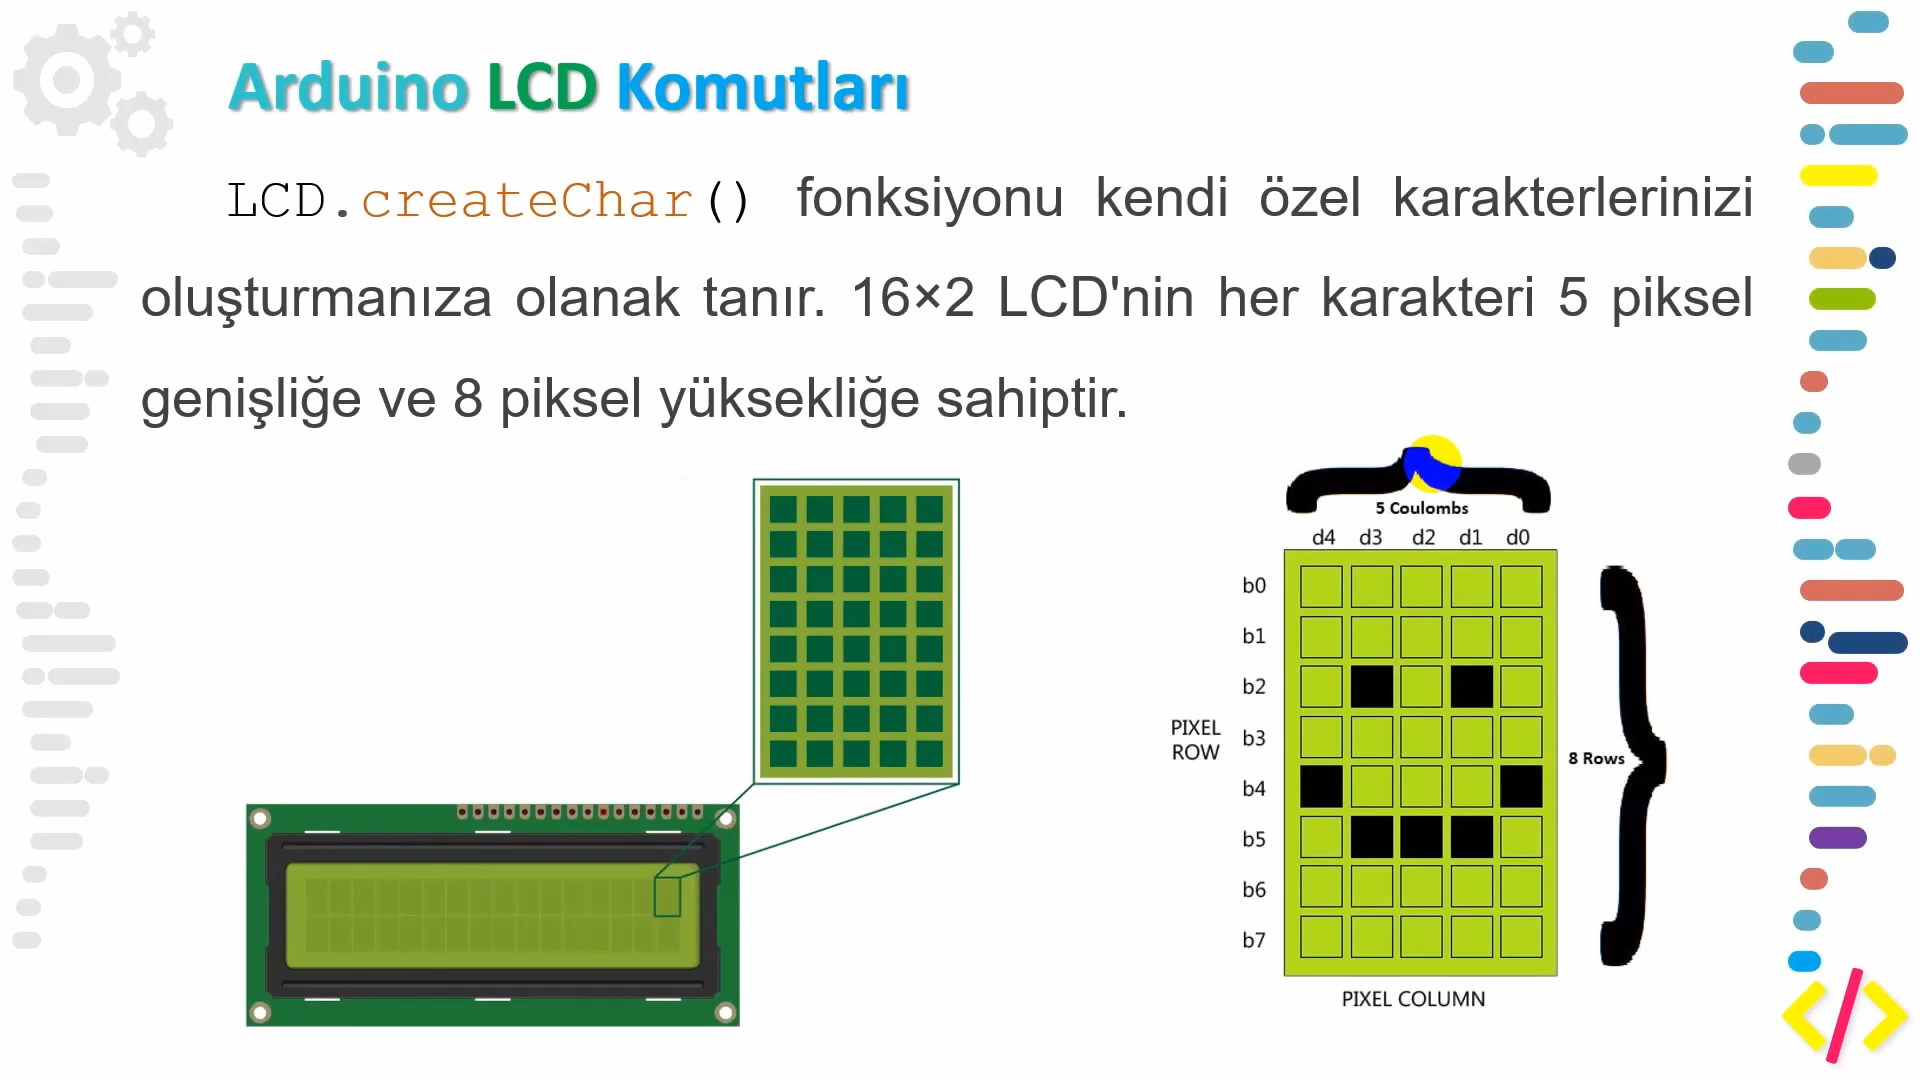 Arduino LCD Komutları
LCD.createChar() fonksiyonu kendi özel karakterlerinizi
oluşturmanıza olanak tanır. 16×2 LCD'nin her karakteri 5 piksel
genişliğe ve 8 piksel yüksekliğe sahiptir.
5 Coulombs
d4 d3 d2 d1 d0
b0
b1
b2
b3
b4
b5
b6
b7
PIXEL
ROW
8 Rows
PIXEL COLUMN
</>